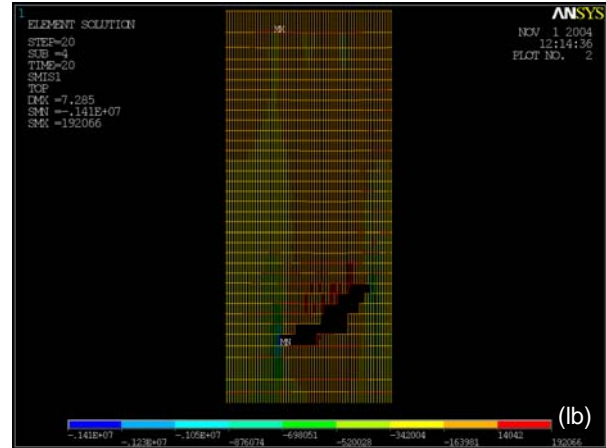 1
ELEMENT SOLUTION
STEP=20
SUB =4
TIME=20
SMIS1
TOP
DMX =7.285
SMN =-.141E+07
SMX =192066
ANSYS
NOV 1 2004
12:14:36
PLOT NO. 2
MX
MN
(lb)
-.141E+07 -.105E+07 -698051 -342004 14042
-.123E+07 -876074 -520028 -163981 192066